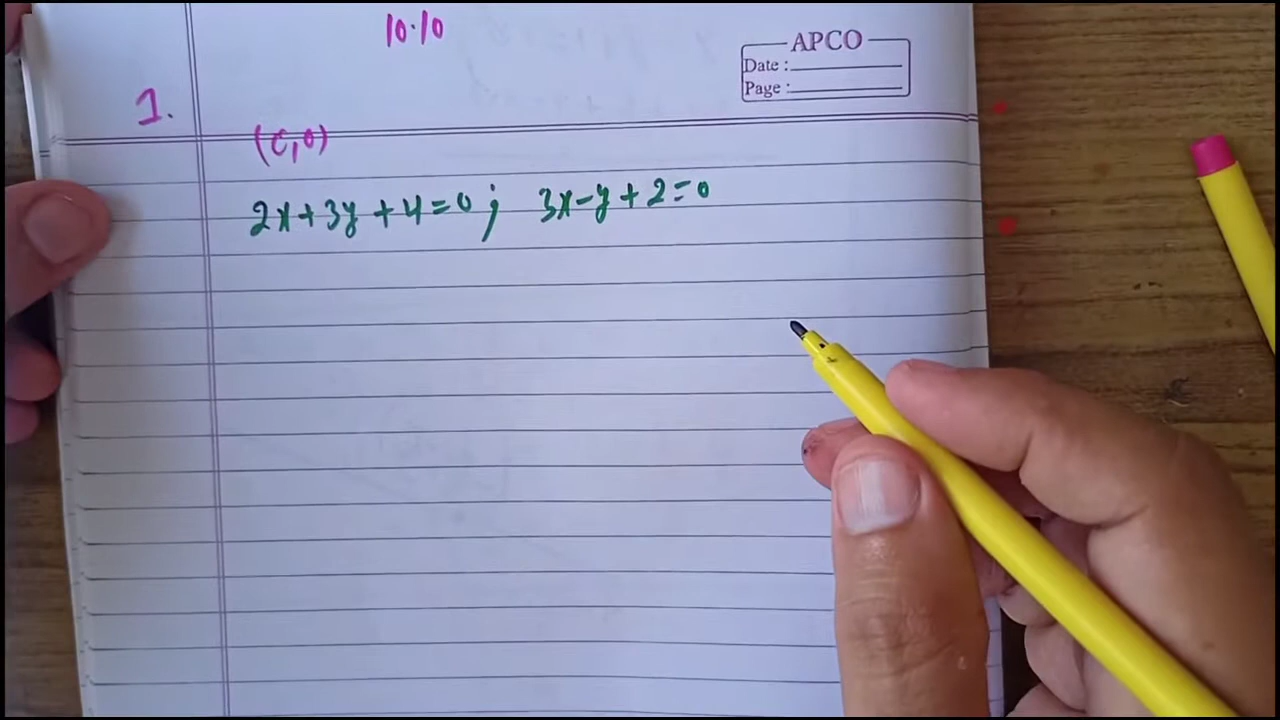 10.10
APCO
Date :
Page :
1.
(0,0)
2x+3y+4=0; 3x-y+2=0